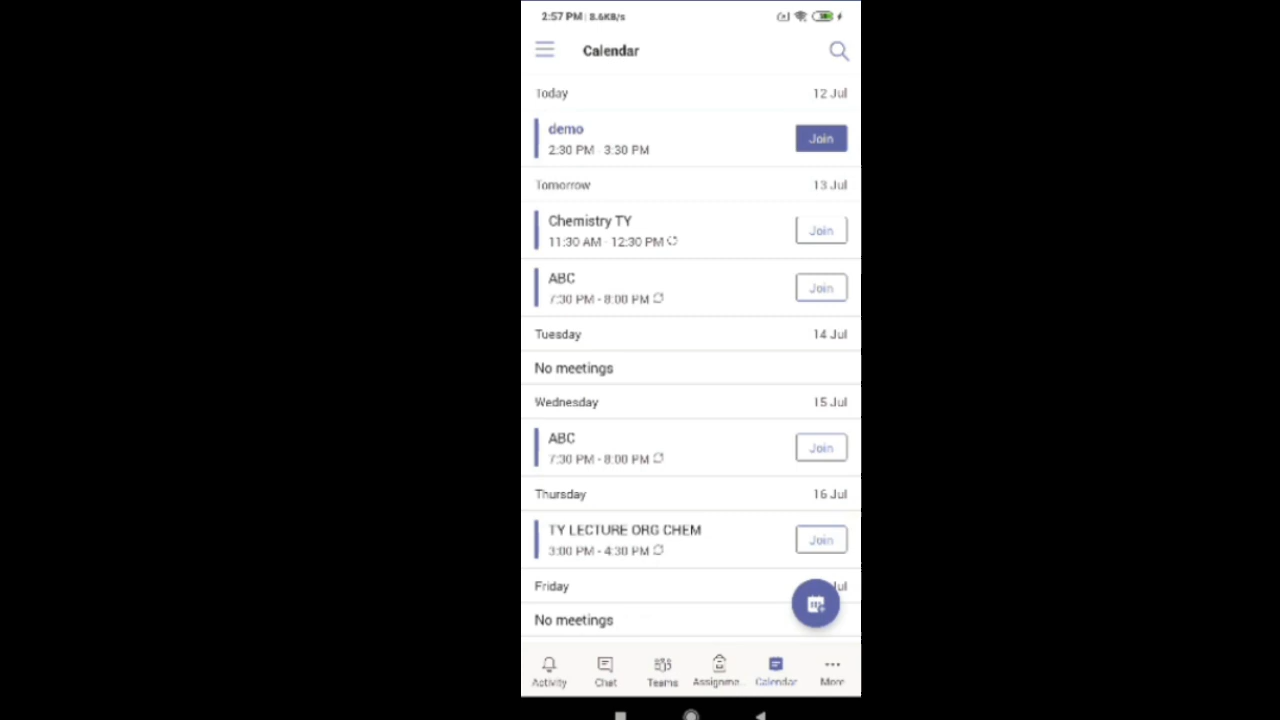 2:57 PM | 8.6KB/s
Calendar
Today 12 Jul
demo
2:30 PM - 3:30 PM
Join
Tomorrow 13 Jul
Chemistry TY
11:30 AM - 12:30 PM
Join
ABC
7:30 PM - 8:00 PM
Join
Tuesday 14 Jul
No meetings
Wednesday 15 Jul
ABC
7:30 PM - 8:00 PM
Join
Thursday 16 Jul
TY LECTURE ORG CHEM
3:00 PM - 4:30 PM
Join
Friday Jul
No meetings
Activity Chat Teams Assignme... Calendar More